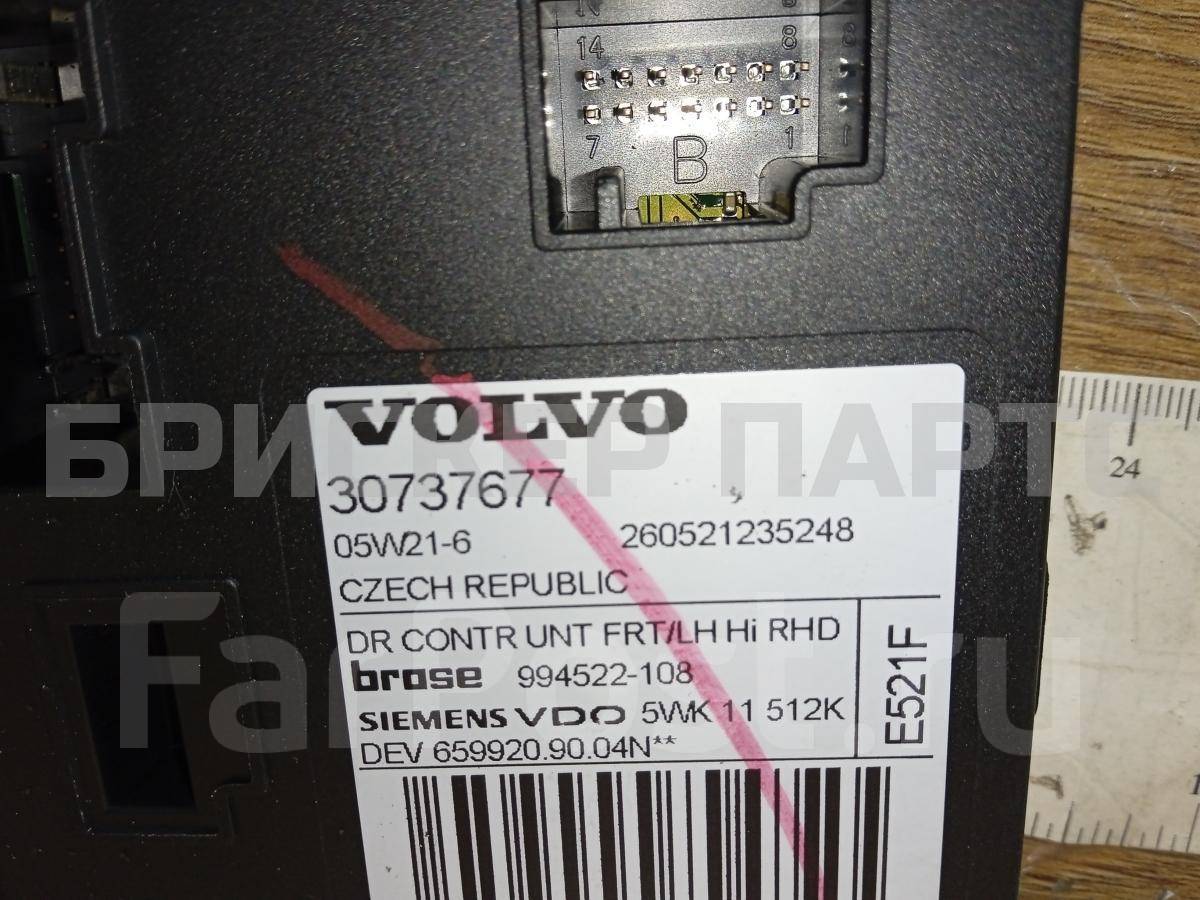 14 8
7 1
B
VOLVO
30737677
05W21-6 260521235248
CZECH REPUBLIC
DR CONTR UNT FRT/LH Hi RHD
brose 994522-108
SIEMENS VDO 5WK 11 512K
DEV 659920.90.04N**
E521F
24
БРИГВЕР ПАРТС
FarPost.ru